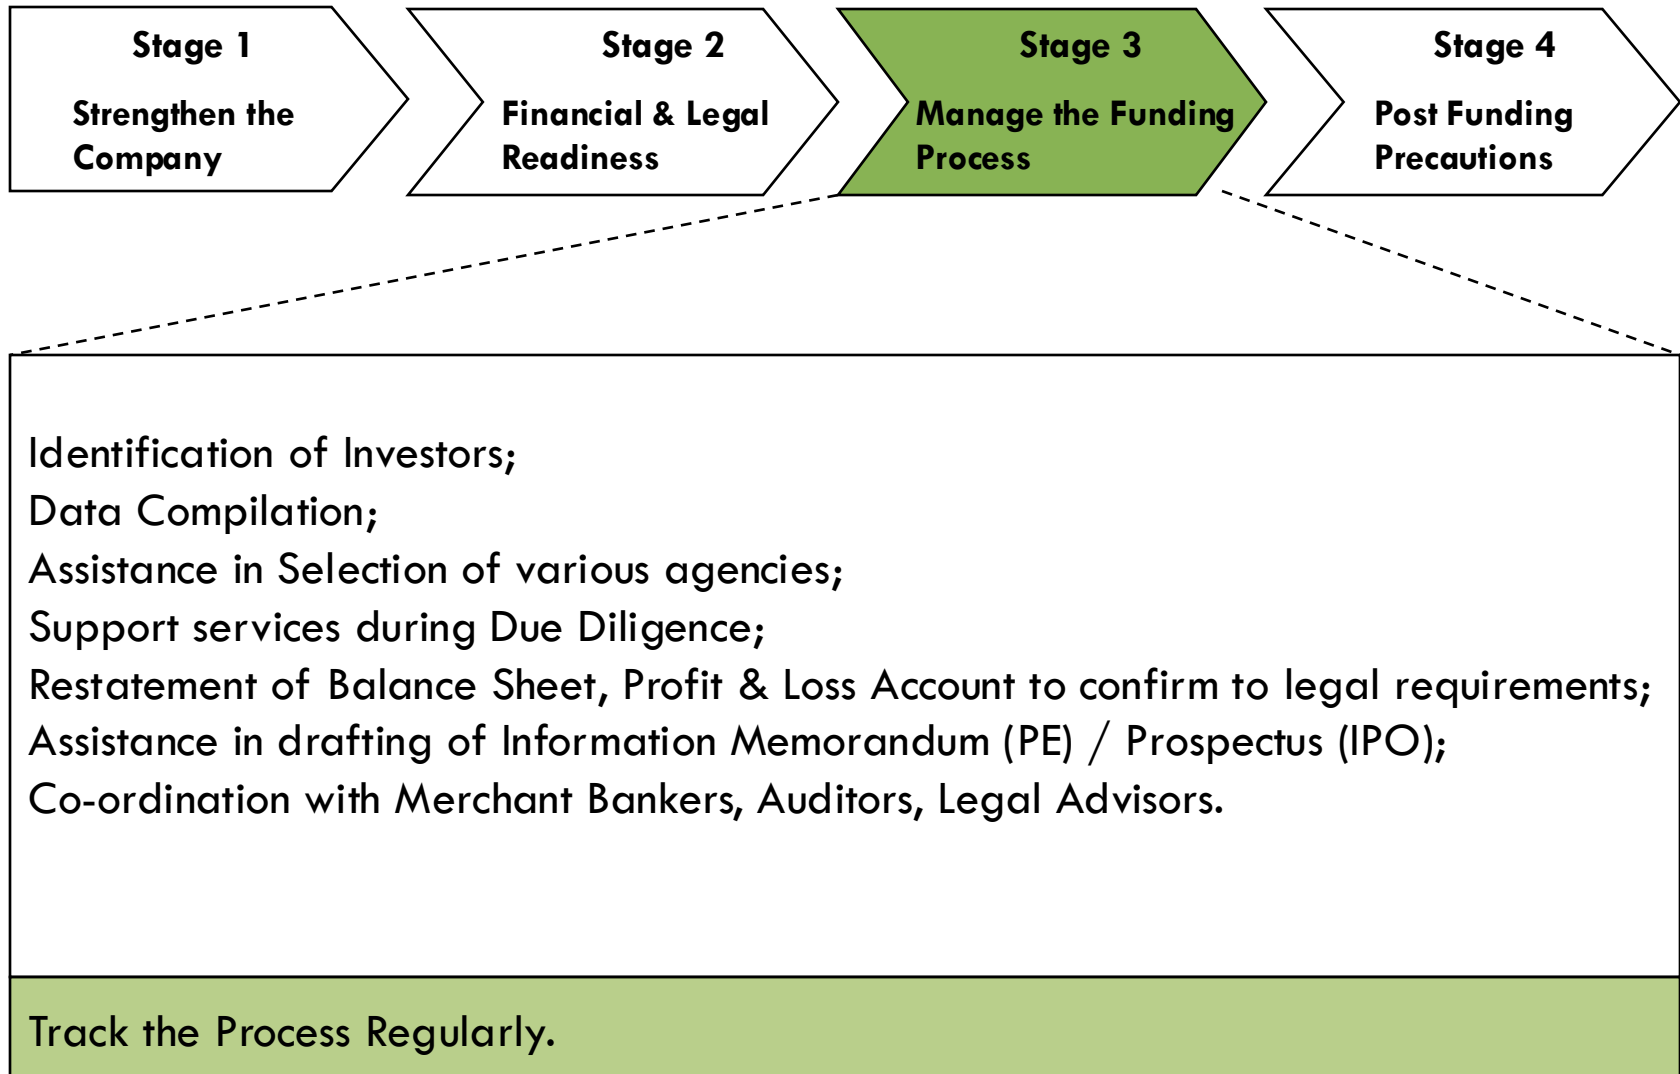 Stage 1
Strengthen the
Company
Stage 2
Financial & Legal
Readiness
Stage 3
Manage the Funding
Process
Stage 4
Post Funding
Precautions
Identification of Investors;
Data Compilation;
Assistance in Selection of various agencies;
Support services during Due Diligence;
Restatement of Balance Sheet, Profit & Loss Account to confirm to legal requirements;
Assistance in drafting of Information Memorandum (PE) / Prospectus (IPO);
Co-ordination with Merchant Bankers, Auditors, Legal Advisors.
Track the Process Regularly.